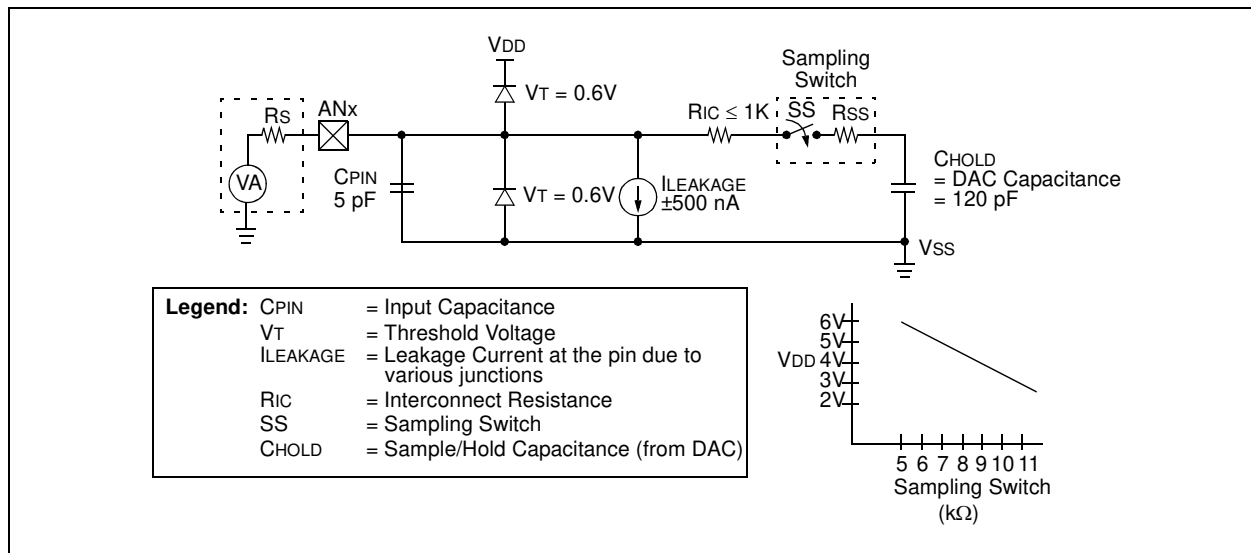 VDD
Sampling
Switch
VT = 0.6V
RS
ANx
RIC ≤ 1K
SS
RSS
VA
CPIN
5 pF
VT = 0.6V
ILEAKAGE
±500 nA
CHOLD
= DAC Capacitance
= 120 pF
VSS
Legend: CPIN = Input Capacitance
VT = Threshold Voltage
ILEAKAGE = Leakage Current at the pin due to
various junctions
RIC = Interconnect Resistance
SS = Sampling Switch
CHOLD = Sample/Hold Capacitance (from DAC)
6V
5V
VDD 4V
3V
2V
5 6 7 8 9 10 11
Sampling Switch
(kΩ)